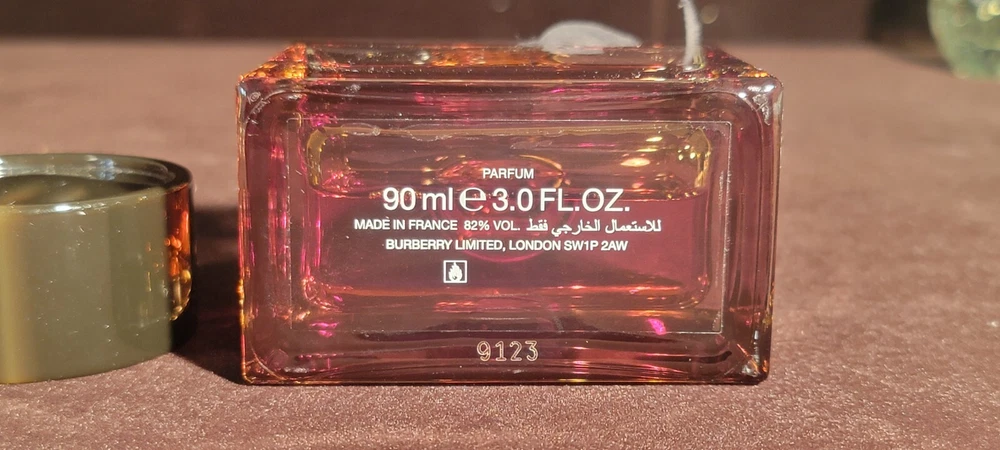 PARFUM
90 ml ℮ 3.0 FL.OZ.
MADE IN FRANCE 82% VOL. للاستعمال الخارجي فقط
BURBERRY LIMITED, LONDON SW1P 2AW
9123